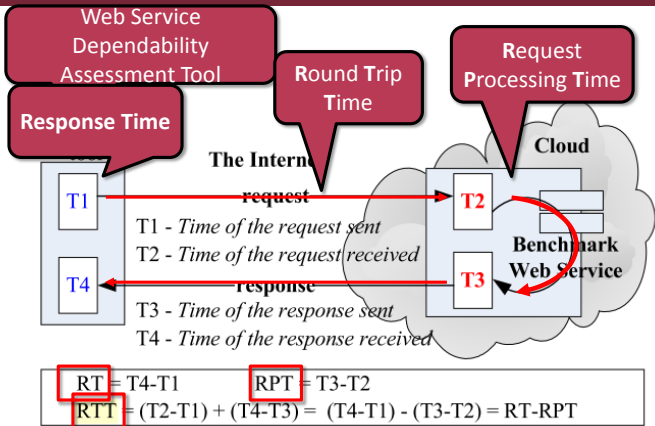 Web Service
Dependability
Assessment Tool
Response Time
Round Trip
Time
Request
Processing Time
The Intern
Cloud
request
T1
T2
T1 - Time of the request sent
T2 - Time of the request received
Benchmark
Web Service
T4
T3
response
T3 - Time of the response sent
T4 - Time of the response received
RT = T4-T1 RPT = T3-T2
RTT = (T2-T1) + (T4-T3) = (T4-T1) - (T3-T2) = RT-RPT